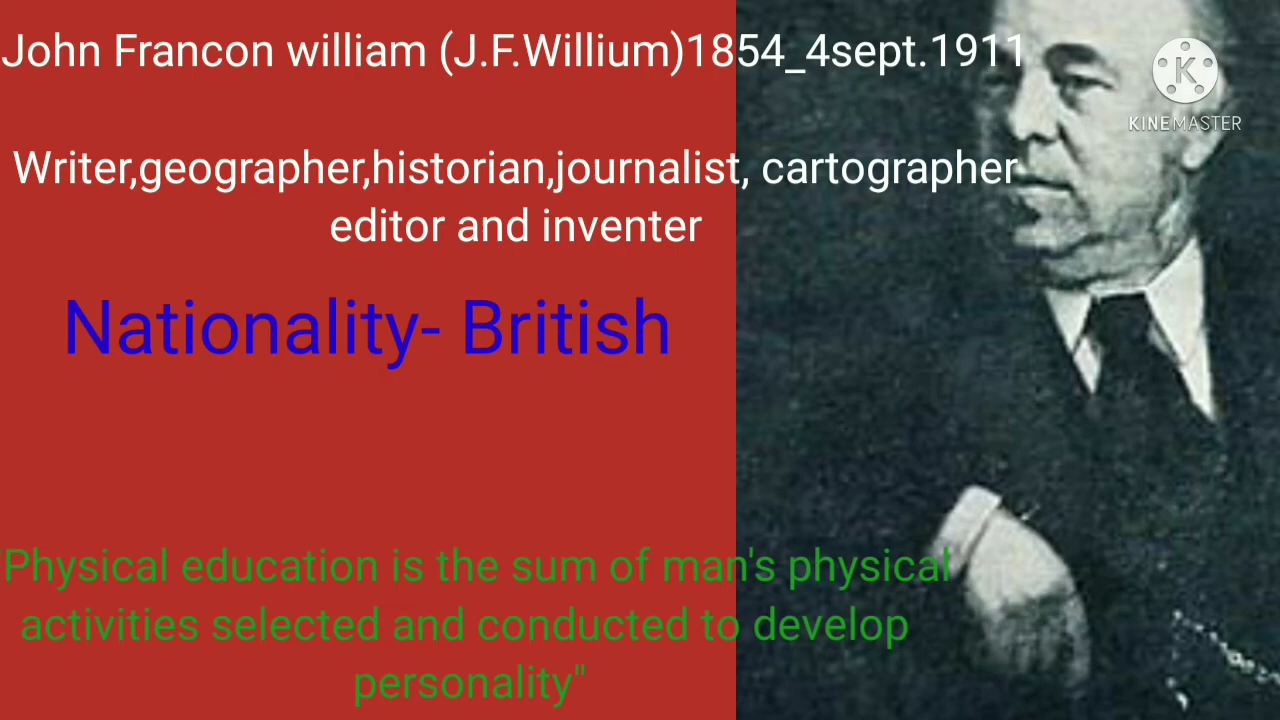 John Francon william (J.F.Willium)1854_4sept.1911
K
KINEMASTER
Writer,geographer,historian,journalist, cartographer
editor and inventer
Nationality- British
"Physical education is the sum of man's physical
activities selected and conducted to develop
personality"